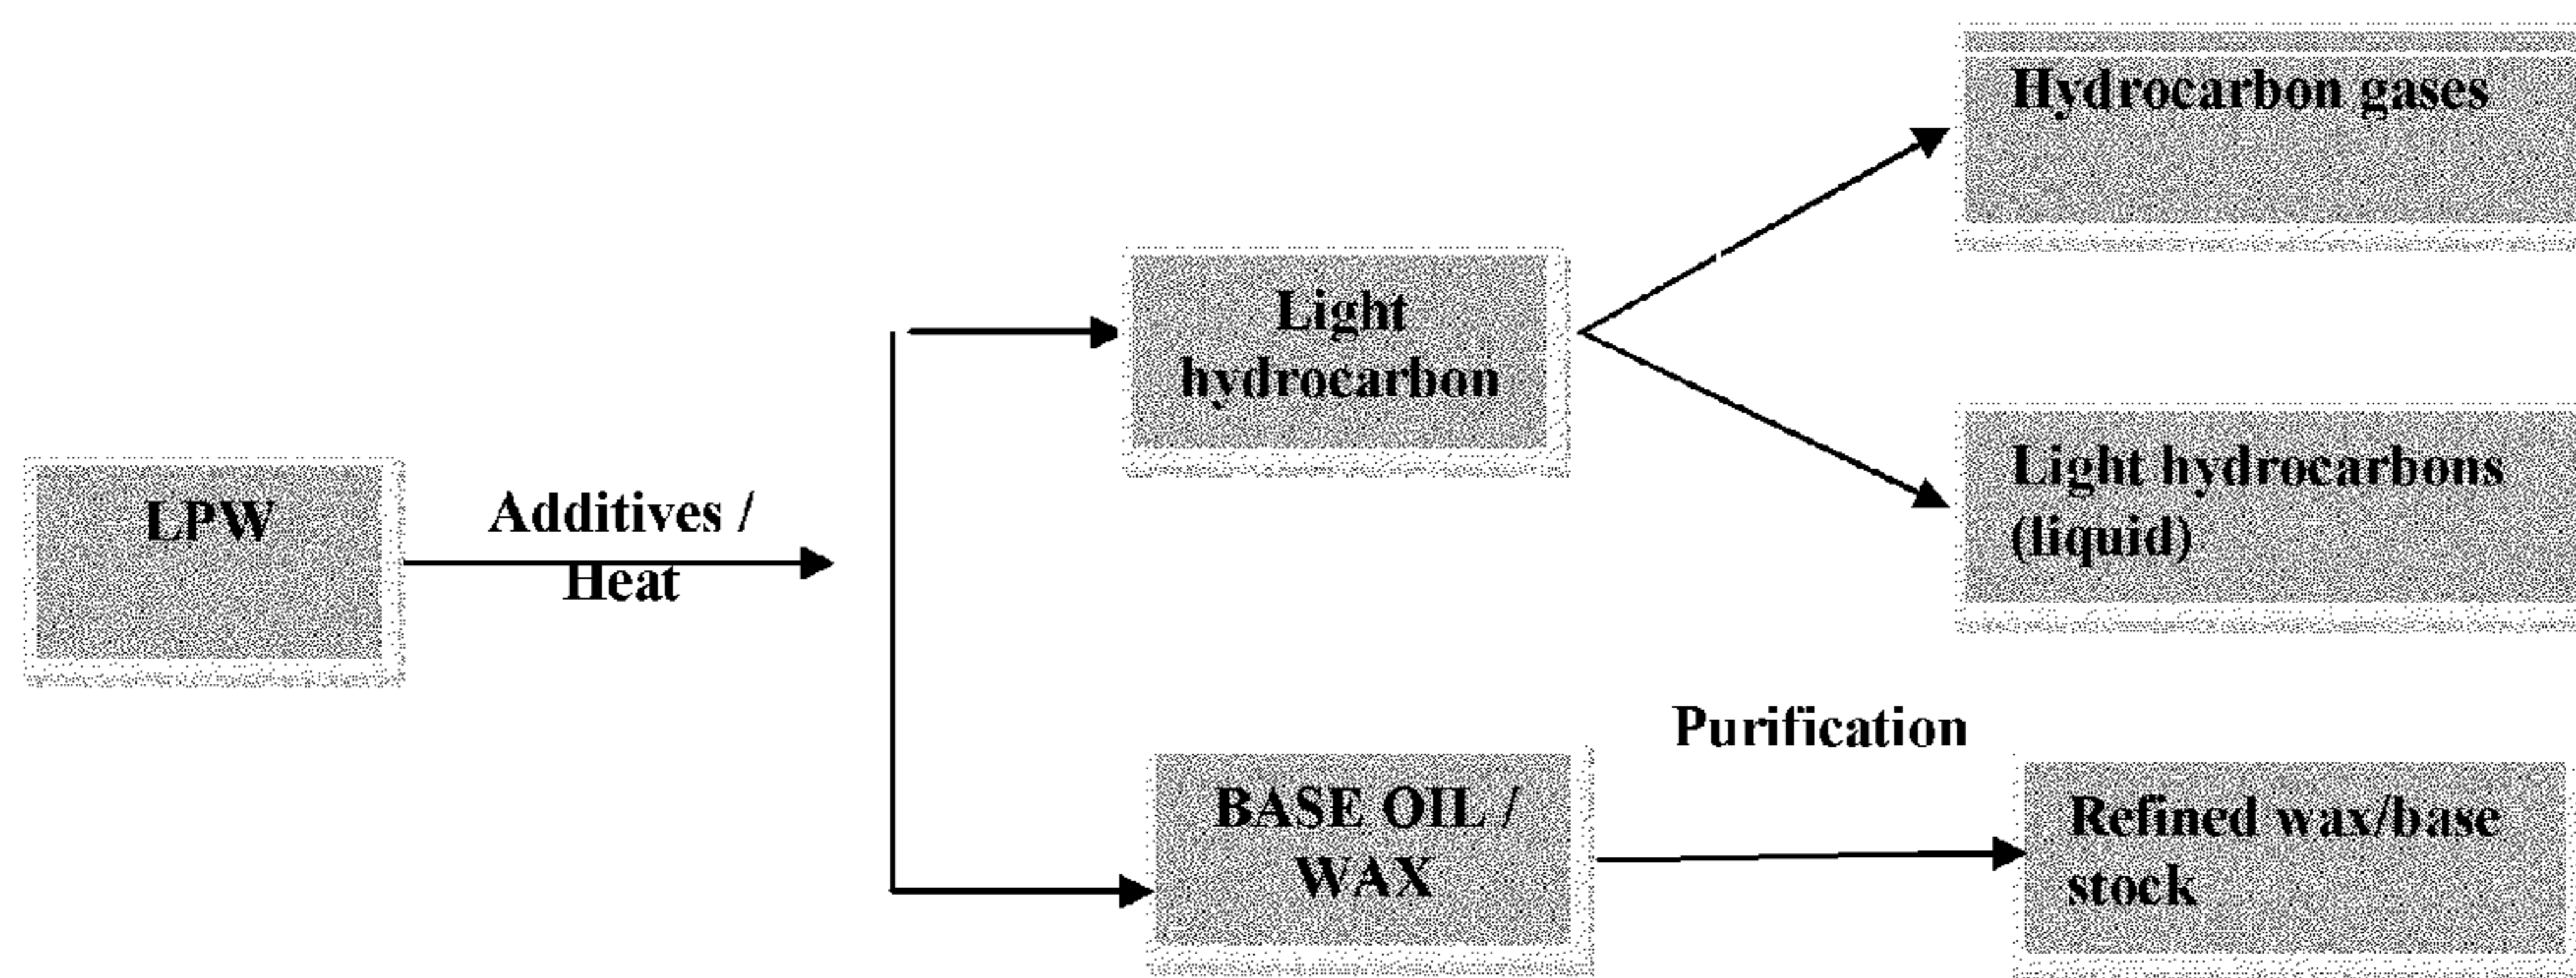 Hydrocarbon gases
Light
hydrocarbon
Light hydrocarbons
(liquid)
LPW
Additives /
Heat
Purification
BASE OIL /
WAX
Refined wax/base
stock